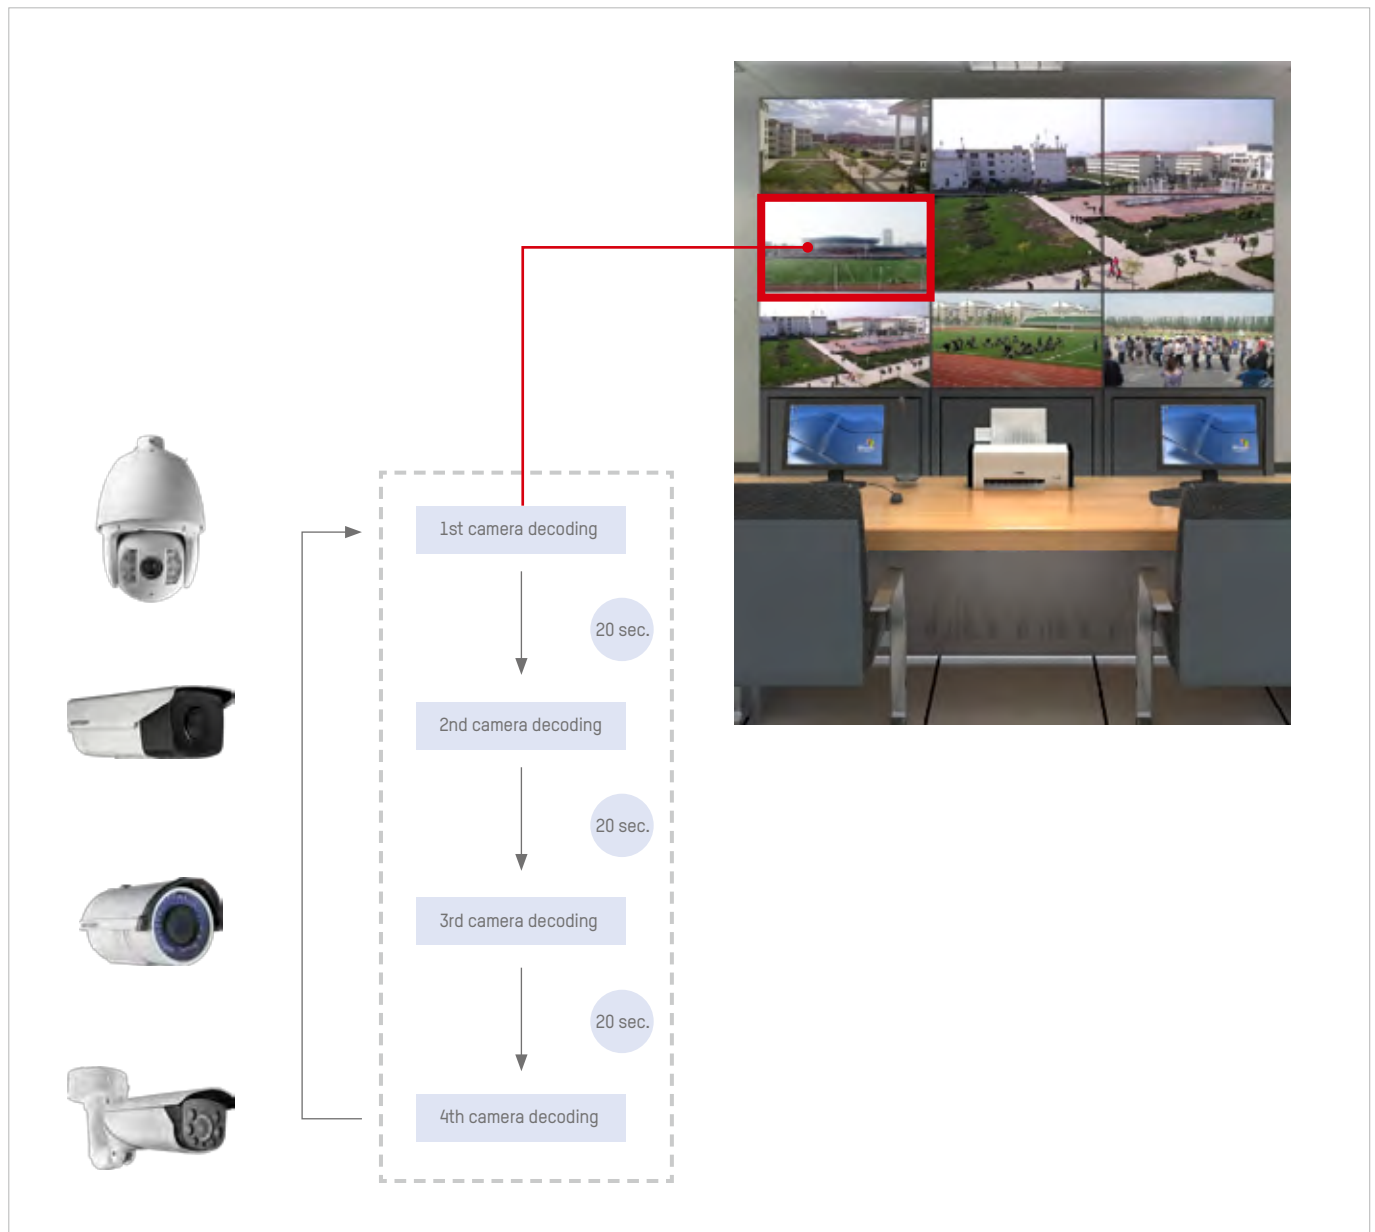 1st camera decoding
20 sec.
2nd camera decoding
20 sec.
3rd camera decoding
20 sec.
4th camera decoding